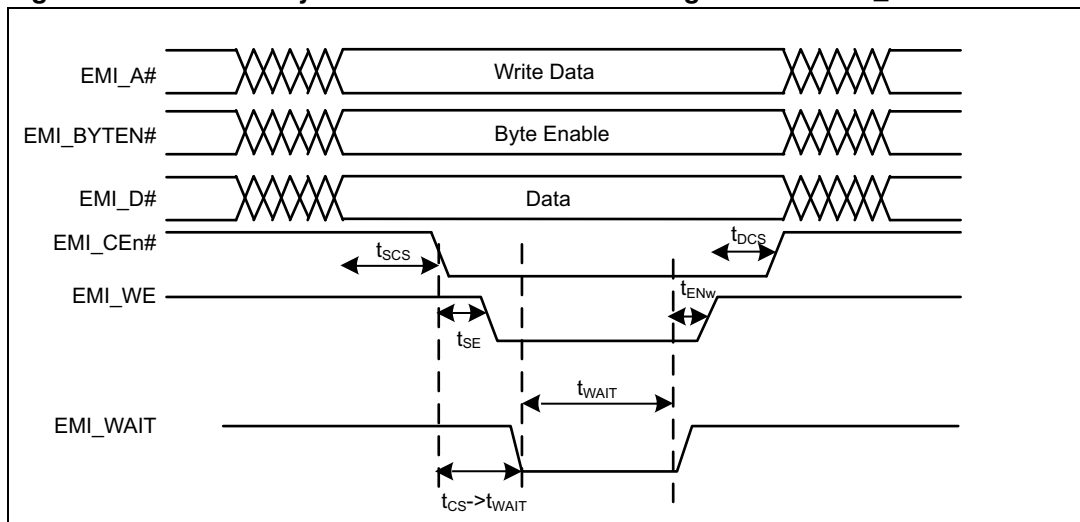 EMI_A#
Write Data
EMI_BYTEN#
Byte Enable
EMI_D#
Data
EMI_CEn#
tSCS
tDCS
EMI_WE
tSE
tENw
tWAIT
EMI_WAIT
tCS->tWAIT